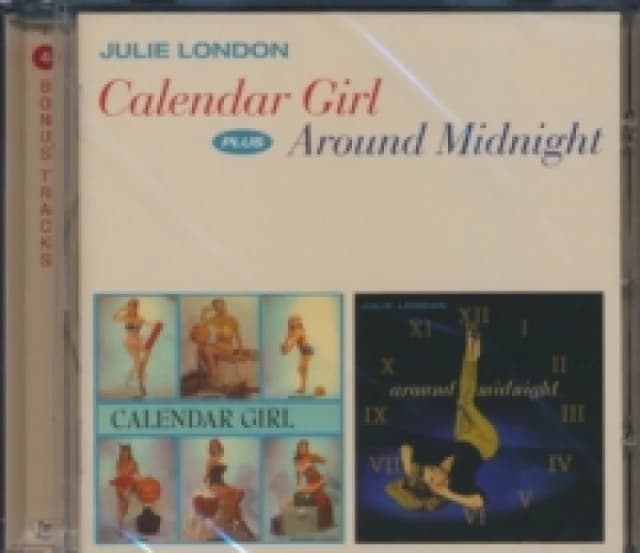 4 BONUS TRACKS
JULIE LONDON
Calendar Girl
PLUS Around Midnight
CALENDAR GIRL
JULIE LONDON
XII
XI I
X II
around midnight
IX III
VIII IV
V
VI